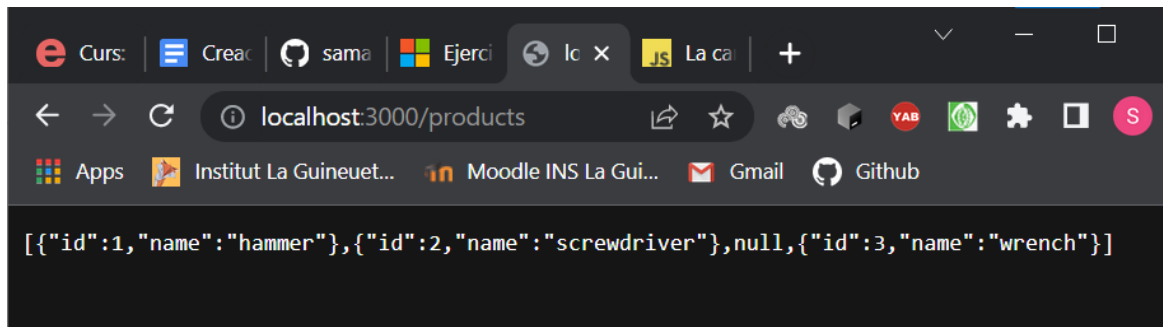 Curs: Creac sama Ejerci lo JS La ca
localhost:3000/products YAB S
Apps Institut La Guineuet... Moodle INS La Gui... Gmail Github
[{"id":1,"name":"hammer"},{"id":2,"name":"screwdriver"},null,{"id":3,"name":"wrench"}]